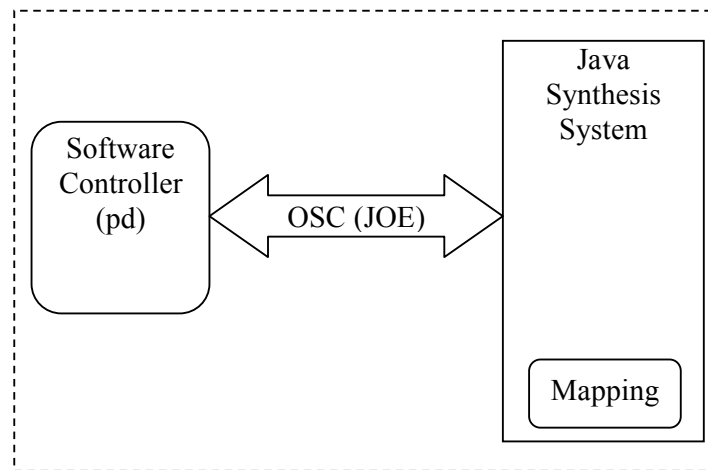 Software
Controller
(pd)
OSC (JOE)
Java
Synthesis
System
Mapping